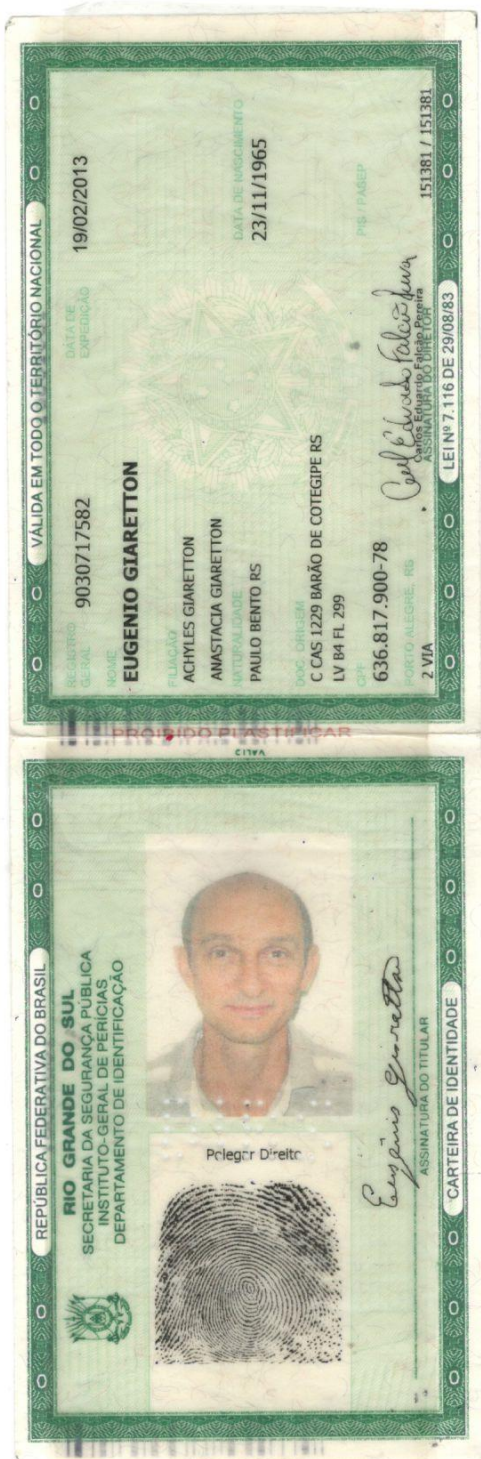 VÁLIDA EM TODO O TERRITÓRIO NACIONAL
REGISTRO GERAL 9030717582 DATA DE EXPEDIÇÃO 19/02/2013
NOME
EUGENIO GIARETTON
FILIAÇÃO
ACHYLES GIARETTON
ANASTACIA GIARETTON
NATURALIDADE DATA DE NASCIMENTO
PAULO BENTO RS 23/11/1965
DOC ORIGEM
C CAS 1229 BARÃO DE COTEGIPE RS
LV B4 FL 299
CPF PIS / PASEP
636.817.900-78
PORTO ALEGRE, RS
2 VIA 151381 / 151381
Carlos Eduardo Falcão Pereira
ASSINATURA DO DIRETOR
LEI Nº 7.116 DE 29/08/83
PROIBIDO PLASTIFICAR
REPÚBLICA FEDERATIVA DO BRASIL
RIO GRANDE DO SUL
SECRETARIA DA SEGURANÇA PÚBLICA
INSTITUTO-GERAL DE PERÍCIAS
DEPARTAMENTO DE IDENTIFICAÇÃO
Polegar Direito
Eugênio Giaretton
ASSINATURA DO TITULAR
CARTEIRA DE IDENTIDADE